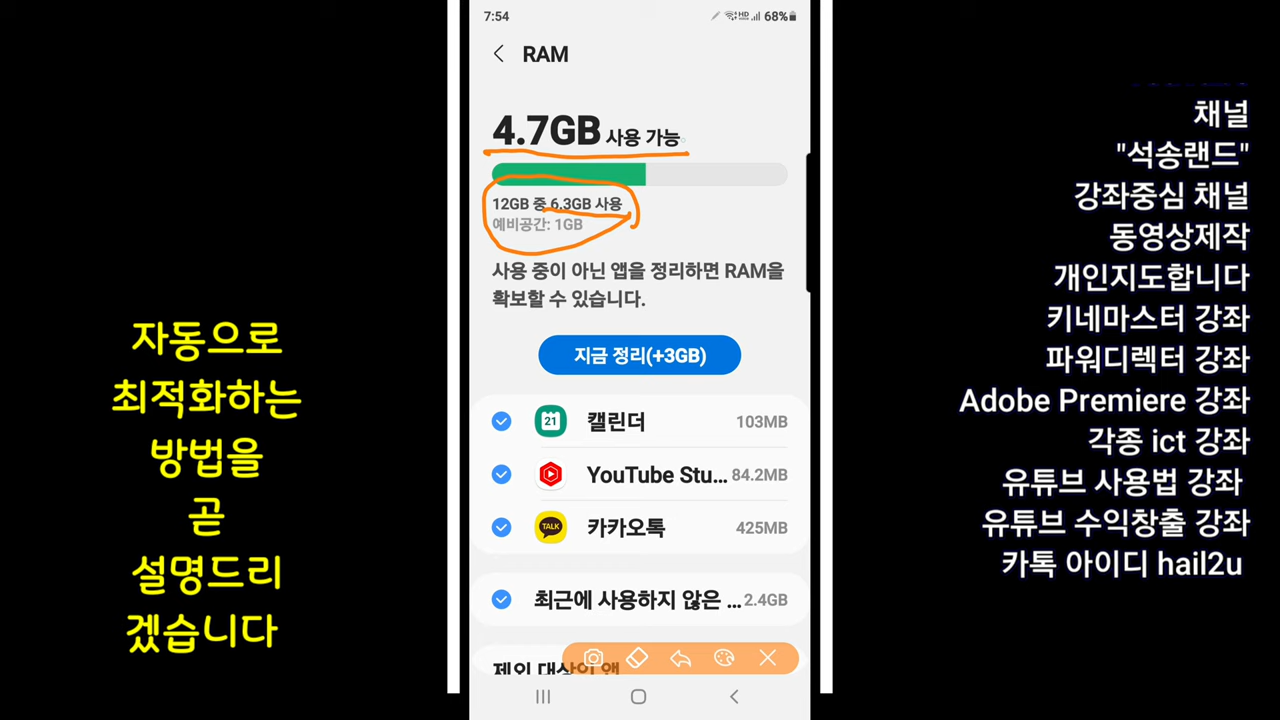 자동으로
최적화하는
방법을
곧
설명드리
겠습니다
7:54
68%
RAM
4.7GB 사용 가능
12GB 중 6.3GB 사용
예비공간: 1GB
사용 중이 아닌 앱을 정리하면 RAM을
확보할 수 있습니다.
지금 정리(+3GB)
21 캘린더 103MB
YouTube Stu... 84.2MB
TALK 카카오톡 425MB
최근에 사용하지 않은 ... 2.4GB
제외 대상인 앱
채널
"석송랜드"
강좌중심 채널
동영상제작
개인지도합니다
키네마스터 강좌
파워디렉터 강좌
Adobe Premiere 강좌
각종 ict 강좌
유튜브 사용법 강좌
유튜브 수익창출 강좌
카톡 아이디 hail2u